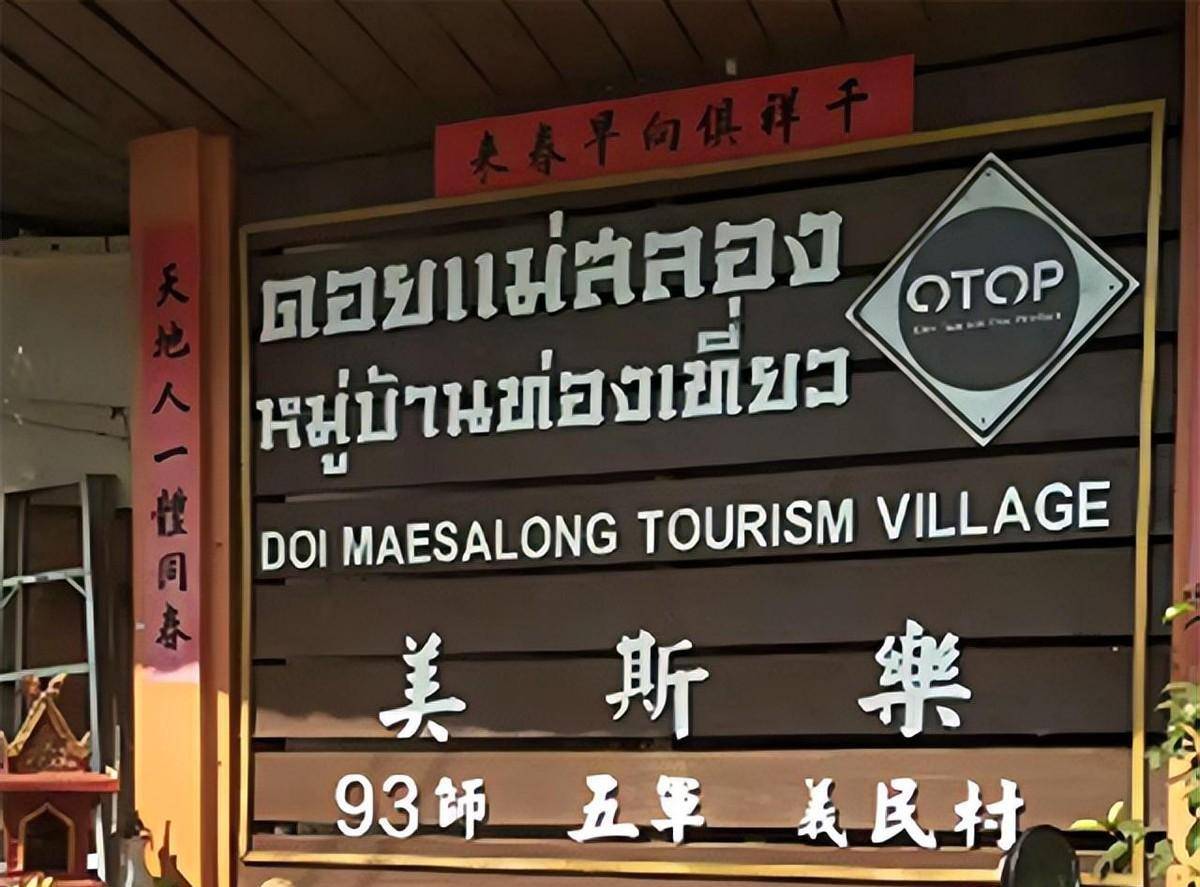 千祥俱向早春来
天地人一體同春
ดอยแม่สลอง
หมู่บ้านท่องเที่ยว
OTOP
DOI MAESALONG TOURISM VILLAGE
美斯樂
93師 五軍 義民村